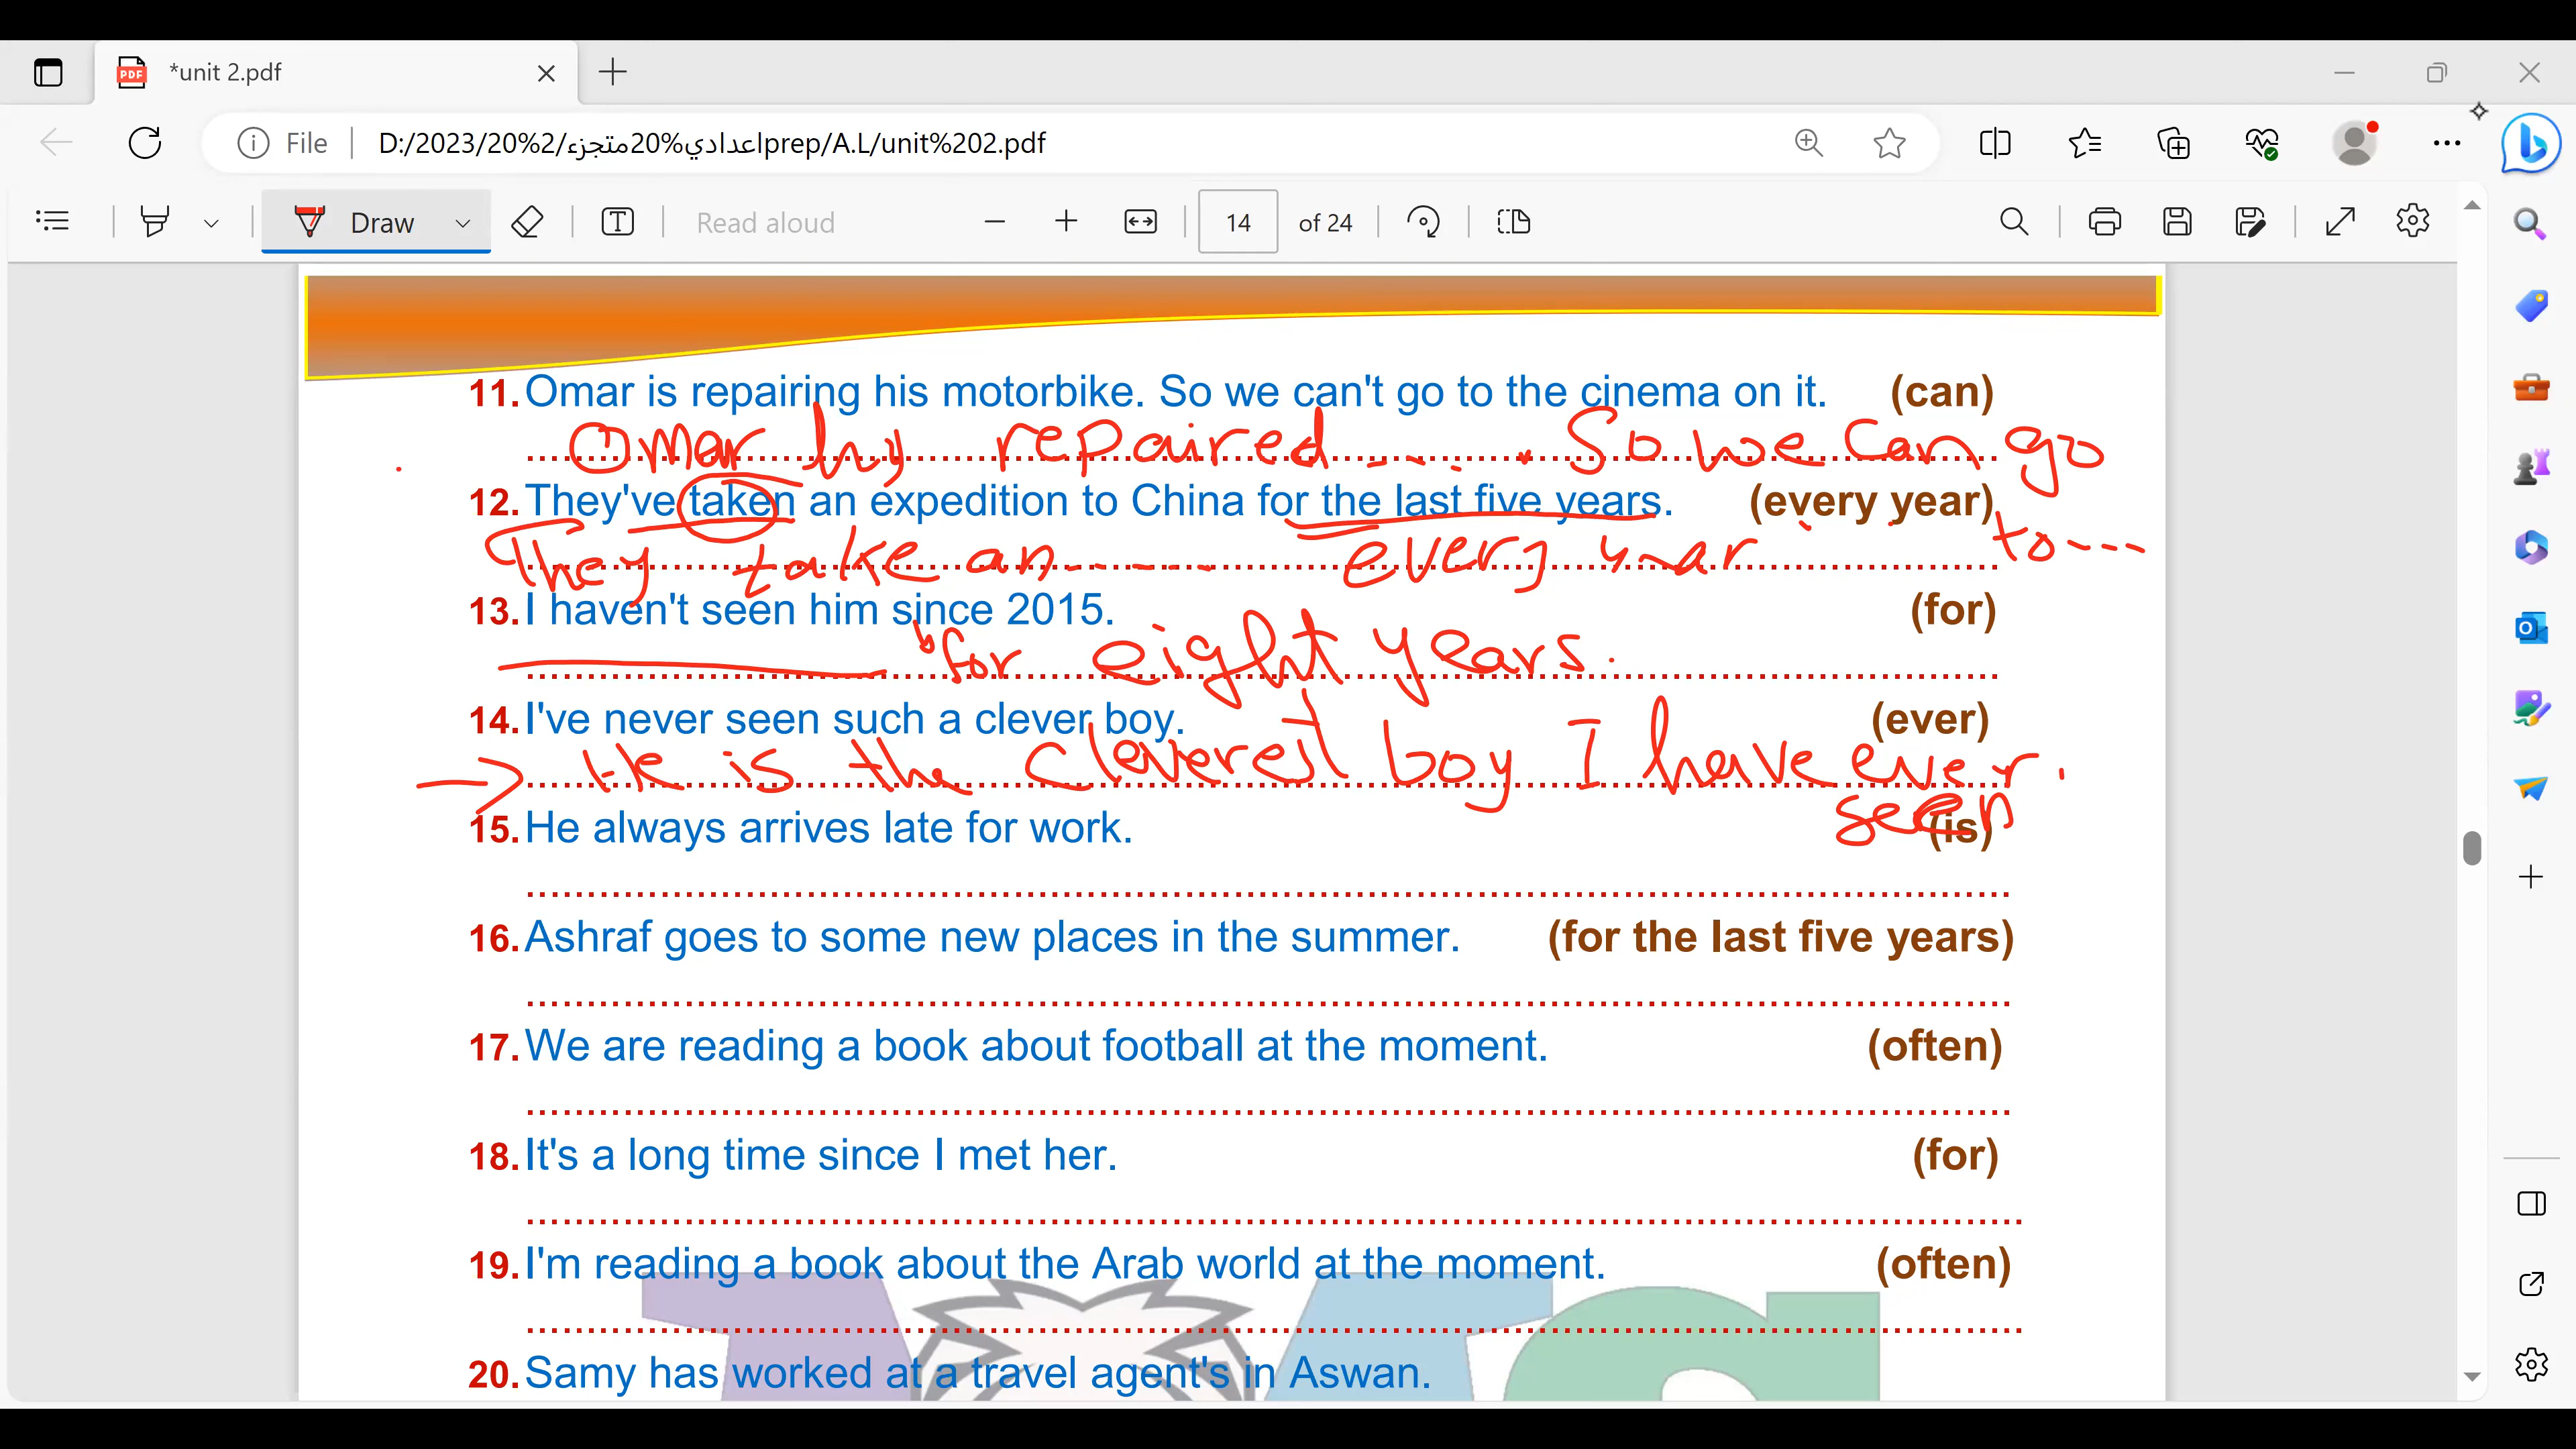 *unit 2.pdf
File D:/2023/20%2/اعدادي%20متجزء/prep/A.L/unit%202.pdf
Draw Read aloud 14 of 24
11. Omar is repairing his motorbike. So we can't go to the cinema on it. (can)
Omar has repaired ----. So we can go
12. They've taken an expedition to China for the last five years. (every year)
to---
They take an ------ every year
13. I haven't seen him since 2015. (for)
for eight years.
14. I've never seen such a clever boy. (ever)
He is the cleverest boy I have ever.
seen
15. He always arrives late for work. (is)
16. Ashraf goes to some new places in the summer. (for the last five years)
17. We are reading a book about football at the moment. (often)
18. It's a long time since I met her. (for)
19. I'm reading a book about the Arab world at the moment. (often)
20. Samy has worked at a travel agent's in Aswan.